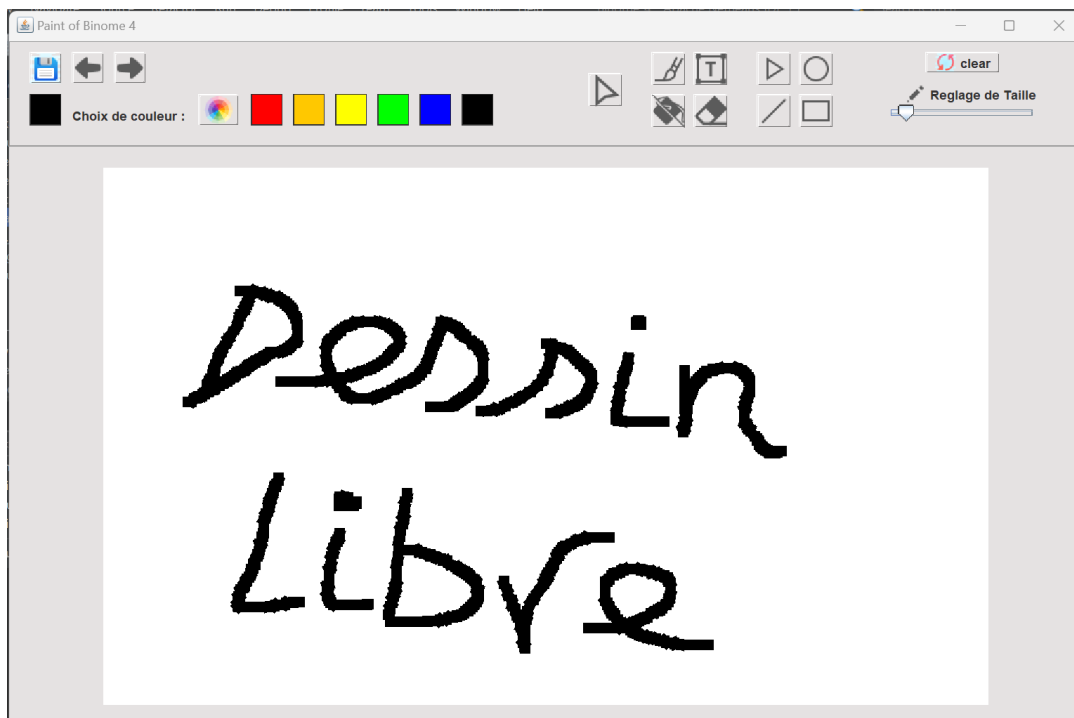 Paint of Binome 4
T
clear
Choix de couleur :
Reglage de Taille
Dessin
Libre